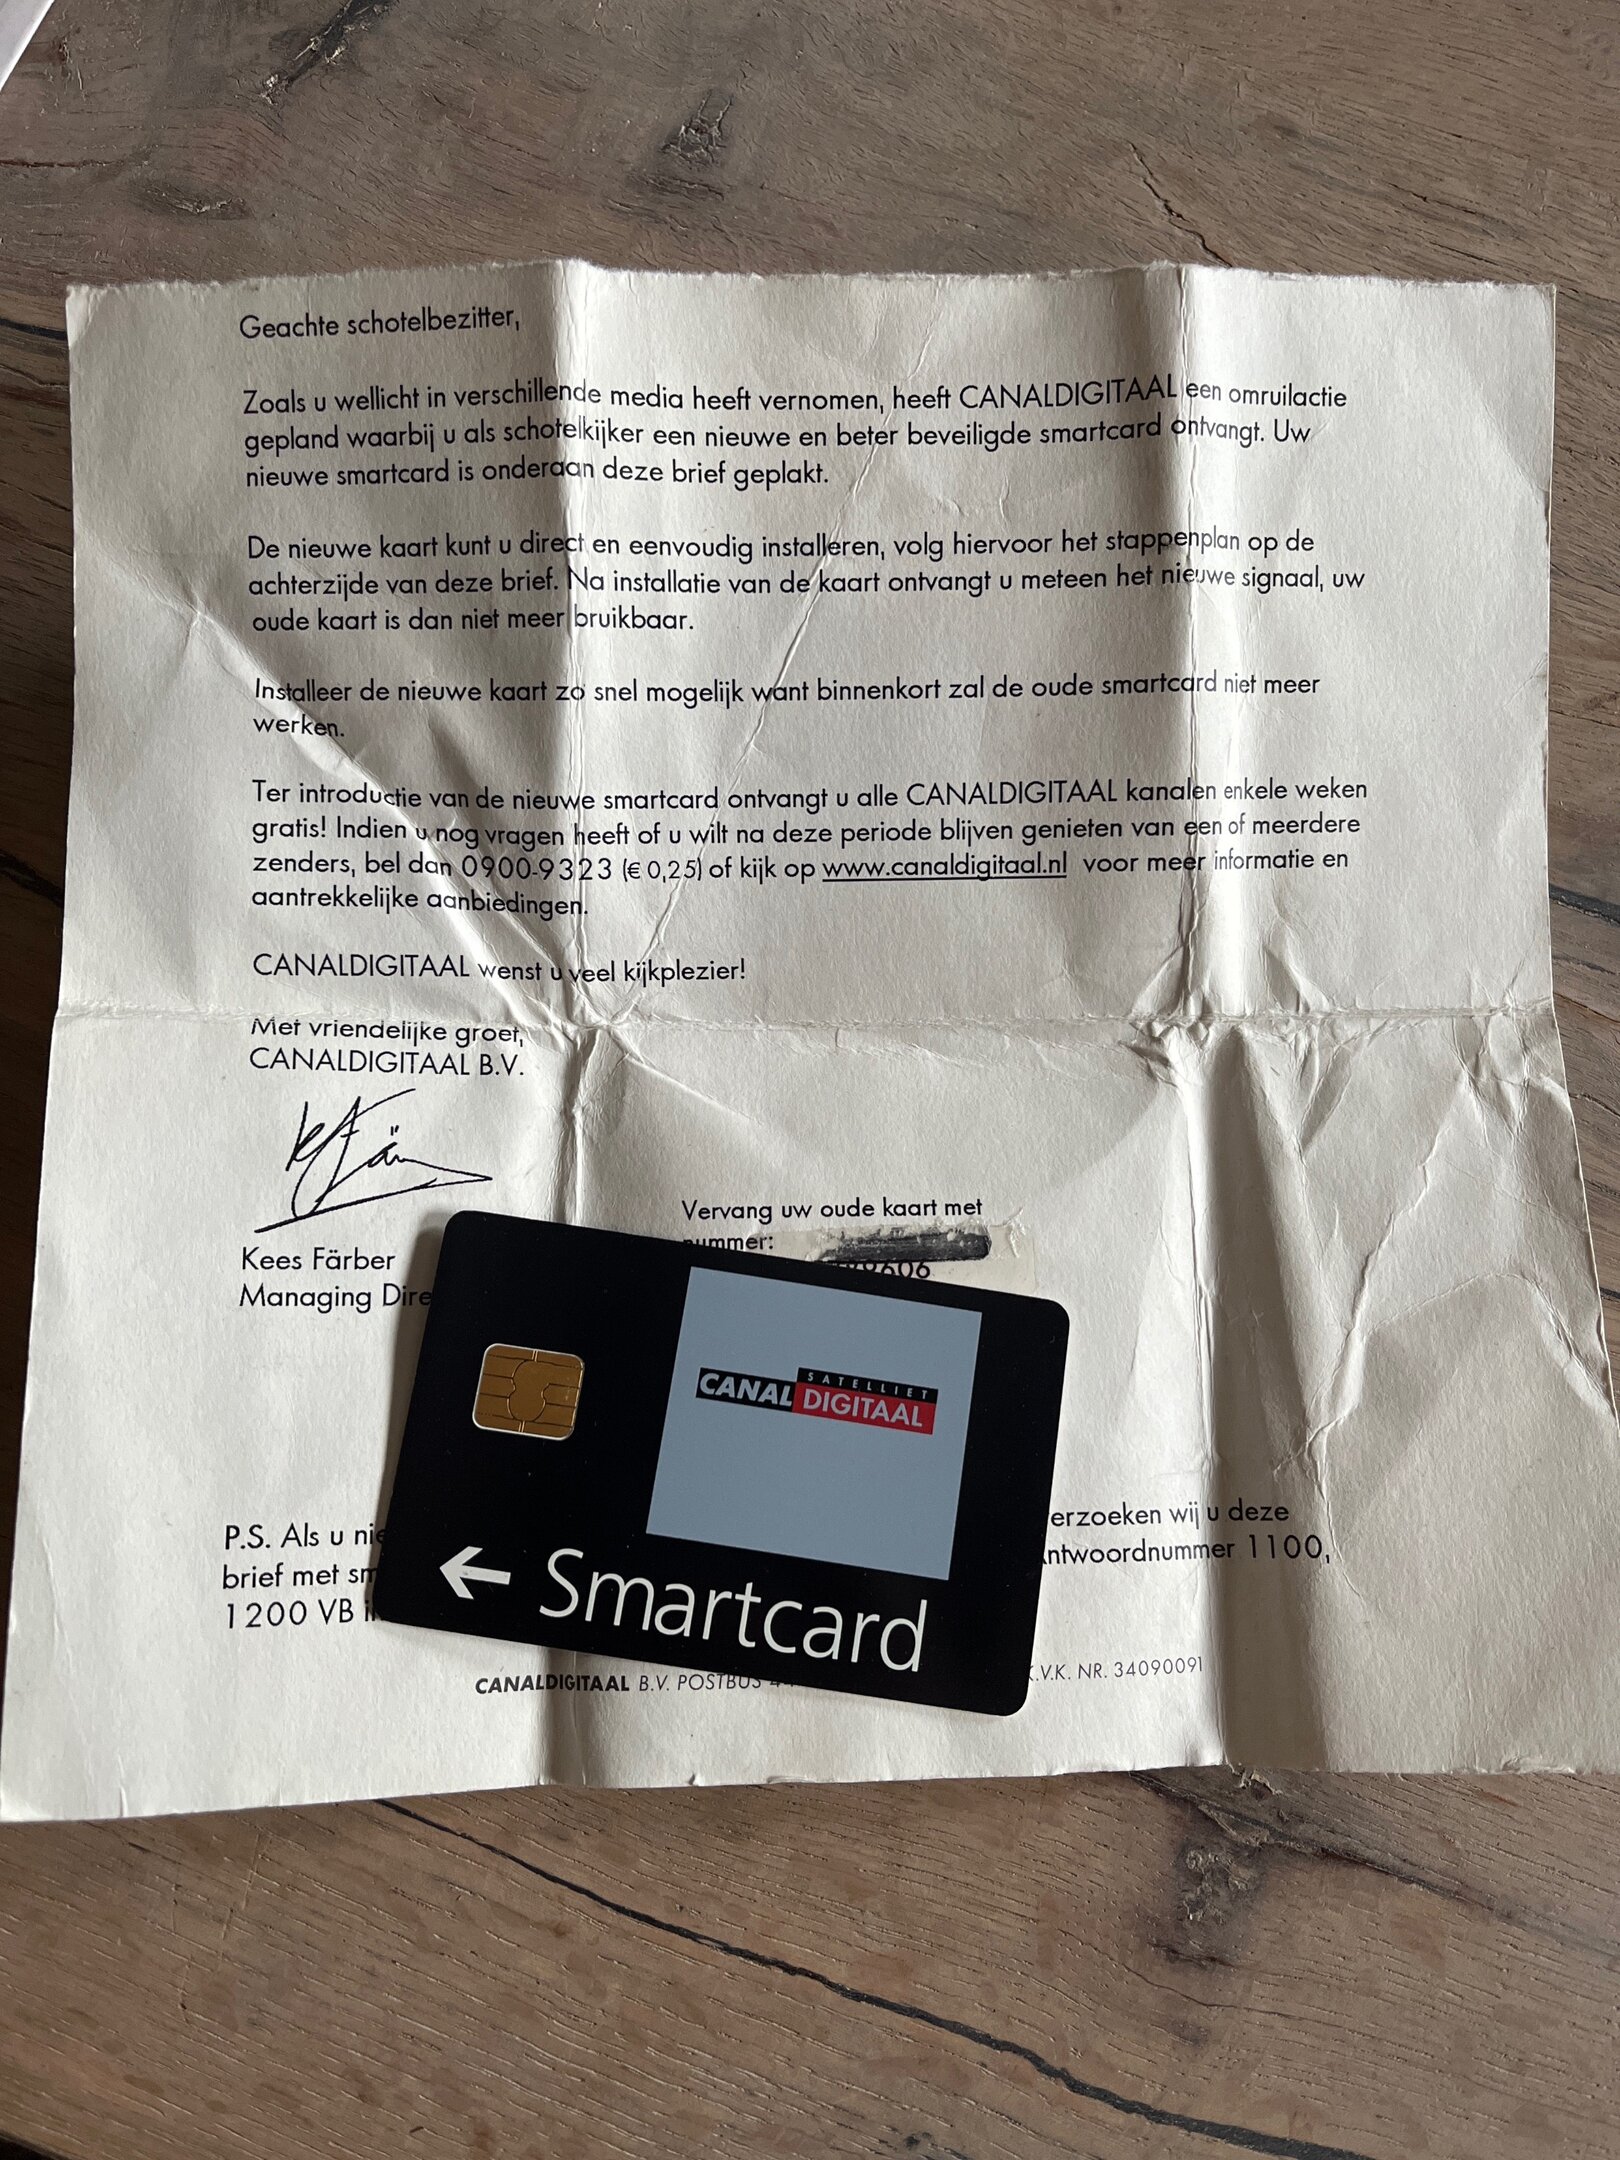 Geachte schotelbezitter,
Zoals u wellicht in verschillende media heeft vernomen, heeft CANALDIGITAAL een omruilactie
gepland waarbij u als schotelkijker een nieuwe en beter beveiligde smartcard ontvangt. Uw
nieuwe smartcard is onderaan deze brief geplakt.
De nieuwe kaart kunt u direct en eenvoudig installeren, volg hiervoor het stappenplan op de
achterzijde van deze brief. Na installatie van de kaart ontvangt u meteen het nieuwe signaal, uw
oude kaart is dan niet meer bruikbaar.
Installeer de nieuwe kaart zo snel mogelijk want binnenkort zal de oude smartcard niet meer
werken.
Ter introductie van de nieuwe smartcard ontvangt u alle CANALDIGITAAL kanalen enkele weken
gratis! Indien u nog vragen heeft of u wilt na deze periode blijven genieten van een of meerdere
zenders, bel dan 0900-9323 (€ 0,25) of kijk op www.canaldigitaal.nl voor meer informatie en
aantrekkelijke aanbiedingen.
CANALDIGITAAL wenst u veel kijkplezier!
Met vriendelijke groet,
CANALDIGITAAL B.V.
Kees Färber
Managing Dire
Vervang uw oude kaart met
nummer:
9606
SATELLIET
CANAL DIGITAAL
← Smartcard
P.S. Als u nie erzoeken wij u deze
brief met sm ntwoordnummer 1100,
1200 VB i
CANALDIGITAAL B.V. POSTBUS .V.K. NR. 34090091